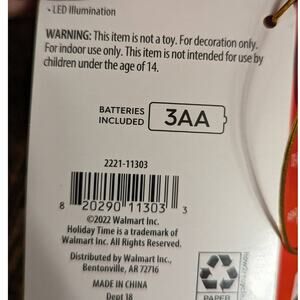 - LED Illumination
WARNING: This item is not a toy. For decoration only.
For indoor use only. This item is not intended for use by
children under the age of 14.
BATTERIES
INCLUDED
3AA
2221-11303
8 20290 11303 3
©2022 Walmart Inc.
Holiday Time is a trademark of
Walmart Inc. All Rights Reserved.
Distributed by Walmart Inc.,
Bentonville, AR 72716
MADE IN CHINA
Dept 18
PAPER